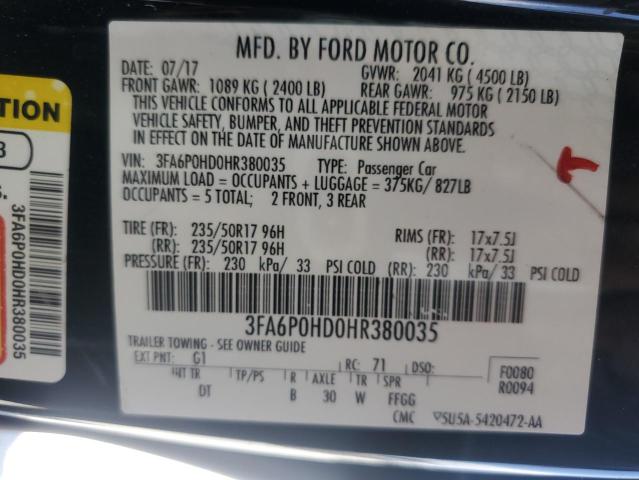 MFD. BY FORD MOTOR CO.
DATE: 07/17 GVWR: 2041 KG (4500 LB)
FRONT GAWR: 1089 KG (2400 LB) REAR GAWR: 975 KG (2150 LB)
THIS VEHICLE CONFORMS TO ALL APPLICABLE FEDERAL MOTOR
VEHICLE SAFETY, BUMPER, AND THEFT PREVENTION STANDARDS
IN EFFECT ON THE DATE OF MANUFACTURE SHOWN ABOVE.
VIN: 3FA6P0HD0HR380035 TYPE: Passenger Car
MAXIMUM LOAD = OCCUPANTS + LUGGAGE = 375KG/ 827LB
OCCUPANTS = 5 TOTAL; 2 FRONT, 3 REAR
TIRE (FR): 235/50R17 96H RIMS (FR): 17x7.5J
(RR): 235/50R17 96H (RR): 17x7.5J
PRESSURE (FR): 230 kPa/ 33 PSI COLD (RR): 230 kPa/ 33 PSI COLD
3FA6P0HD0HR380035
TRAILER TOWING - SEE OWNER GUIDE
EXT PNT: G1 RC: 71 DSO: F0080
R0094
INT TR TP/PS R AXLE TR SPR
DT B 30 W FFGG
CMC 5U5A-5420472-AA
TION
3
S.
3FA6P0HD0HR380035
T